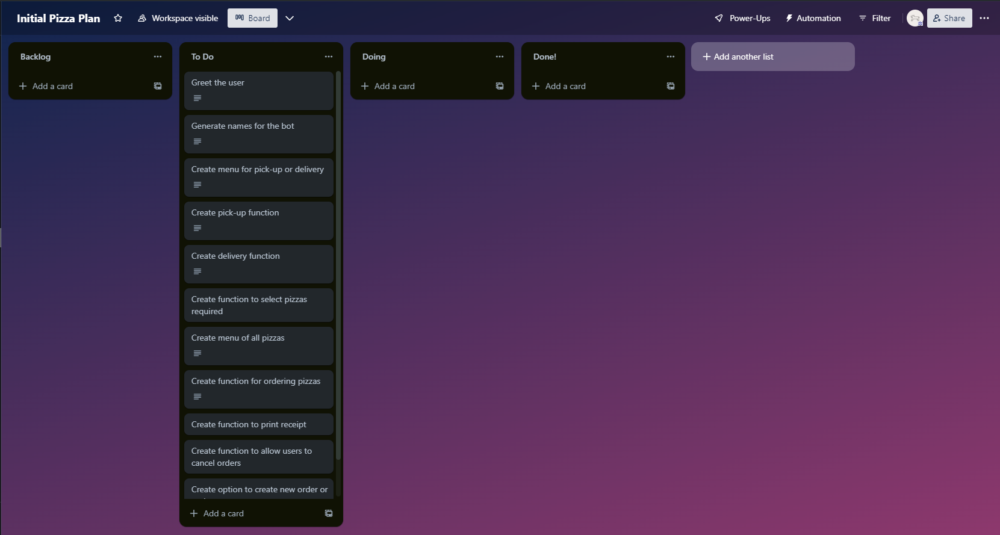 Initial Pizza Plan
Workspace visible
Board
Power-Ups
Automation
Filter
Share
Backlog
Add a card
To Do
Greet the user
Generate names for the bot
Create menu for pick-up or delivery
Create pick-up function
Create delivery function
Create function to select pizzas
required
Create menu of all pizzas
Create function for ordering pizzas
Create function to print receipt
Create function to allow users to
cancel orders
Create option to create new order or
Add a card
Doing
Add a card
Done!
Add a card
Add another list